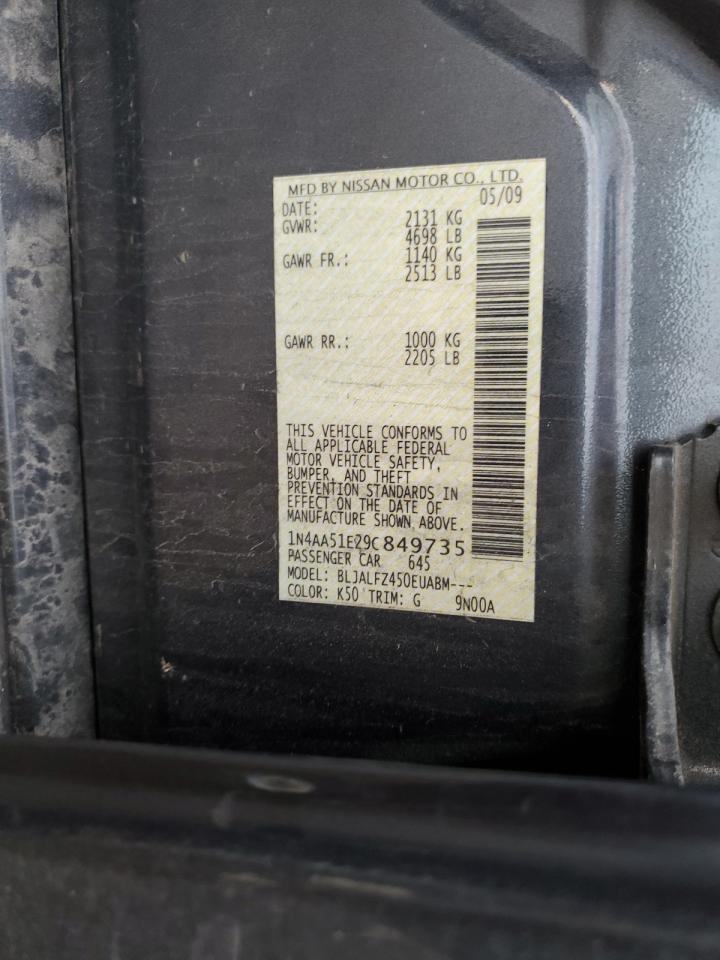 MFD BY NISSAN MOTOR CO., LTD.
DATE: 05/09
GVWR: 2131 KG
4698 LB
GAWR FR.: 1140 KG
2513 LB
GAWR RR.: 1000 KG
2205 LB
THIS VEHICLE CONFORMS TO
ALL APPLICABLE FEDERAL
MOTOR VEHICLE SAFETY,
BUMPER, AND THEFT
PREVENTION STANDARDS IN
EFFECT ON THE DATE OF
MANUFACTURE SHOWN ABOVE.
1N4AA51E29C849735
PASSENGER CAR 645
MODEL: BLJALFZ450EUABM---
COLOR: K50 TRIM: G 9N00A